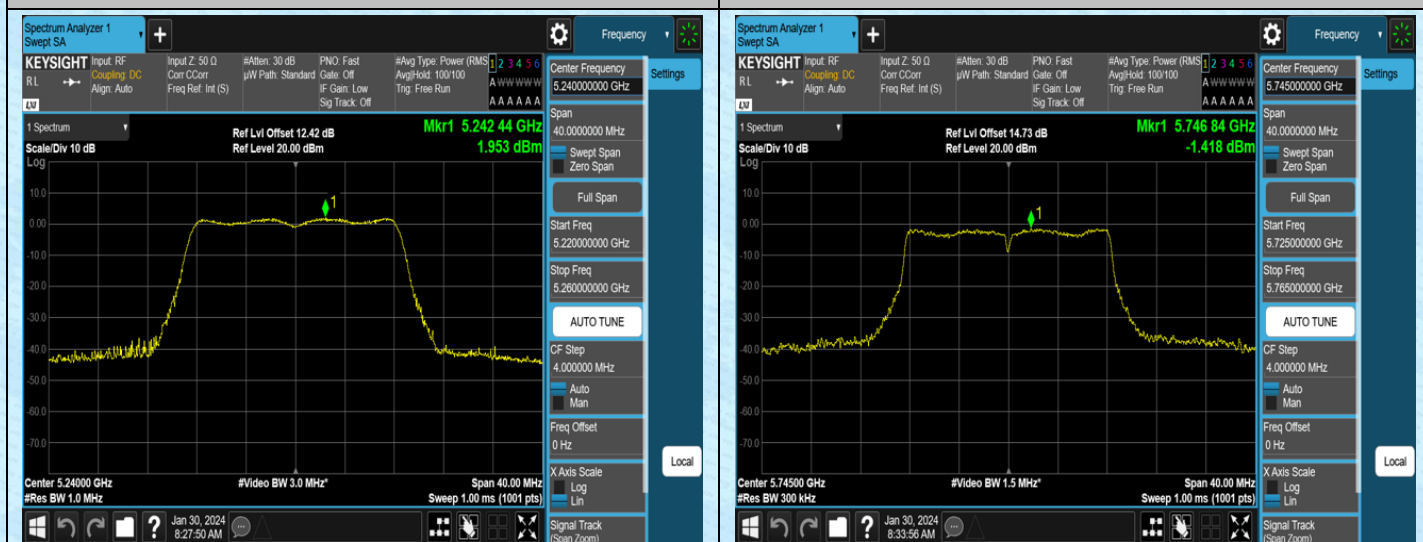 Spectrum Analyzer 1
Swept SA
Frequency
KEYSIGHT
R L
LXI
Input: RF
Coupling: DC
Align: Auto
Input Z: 50 Ω
Corr CCorr
Freq Ref: Int (S)
#Atten: 30 dB
µW Path: Standard
PNO: Fast
Gate: Off
IF Gain: Low
Sig Track: Off
#Avg Type: Power (RMS
Avg|Hold: 100/100
Trig: Free Run
1 2 3 4 5 6
A W W W W W
A A A A A A
1 Spectrum
Scale/Div 10 dB
Log
Ref Lvl Offset 12.42 dB
Ref Level 20.00 dBm
Mkr1 5.242 44 GHz
1.953 dBm
10.0
0.00
-10.0
-20.0
-30.0
-40.0
-50.0
-60.0
-70.0
1
Center 5.24000 GHz
#Res BW 1.0 MHz
#Video BW 3.0 MHz*
Span 40.00 MHz
Sweep 1.00 ms (1001 pts)
Jan 30, 2024
8:27:50 AM
?
Center Frequency
5.240000000 GHz
Settings
Span
40.0000000 MHz
Swept Span
Zero Span
Full Span
Start Freq
5.220000000 GHz
Stop Freq
5.260000000 GHz
AUTO TUNE
CF Step
4.000000 MHz
Auto
Man
Freq Offset
0 Hz
Local
X Axis Scale
Log
Lin
Signal Track
(Span Zoom)
Spectrum Analyzer 1
Swept SA
Frequency
KEYSIGHT
R L
LXI
Input: RF
Coupling: DC
Align: Auto
Input Z: 50 Ω
Corr CCorr
Freq Ref: Int (S)
#Atten: 30 dB
µW Path: Standard
PNO: Fast
Gate: Off
IF Gain: Low
Sig Track: Off
#Avg Type: Power (RMS
Avg|Hold: 100/100
Trig: Free Run
1 2 3 4 5 6
A W W W W W
A A A A A A
1 Spectrum
Scale/Div 10 dB
Log
Ref Lvl Offset 14.73 dB
Ref Level 20.00 dBm
Mkr1 5.746 84 GHz
-1.418 dBm
10.0
0.00
-10.0
-20.0
-30.0
-40.0
-50.0
-60.0
-70.0
1
Center 5.74500 GHz
#Res BW 300 kHz
#Video BW 1.5 MHz*
Span 40.00 MHz
Sweep 1.00 ms (1001 pts)
Jan 30, 2024
8:33:56 AM
?
Center Frequency
5.745000000 GHz
Settings
Span
40.0000000 MHz
Swept Span
Zero Span
Full Span
Start Freq
5.725000000 GHz
Stop Freq
5.765000000 GHz
AUTO TUNE
CF Step
4.000000 MHz
Auto
Man
Freq Offset
0 Hz
Local
X Axis Scale
Log
Lin
Signal Track
(Span Zoom)